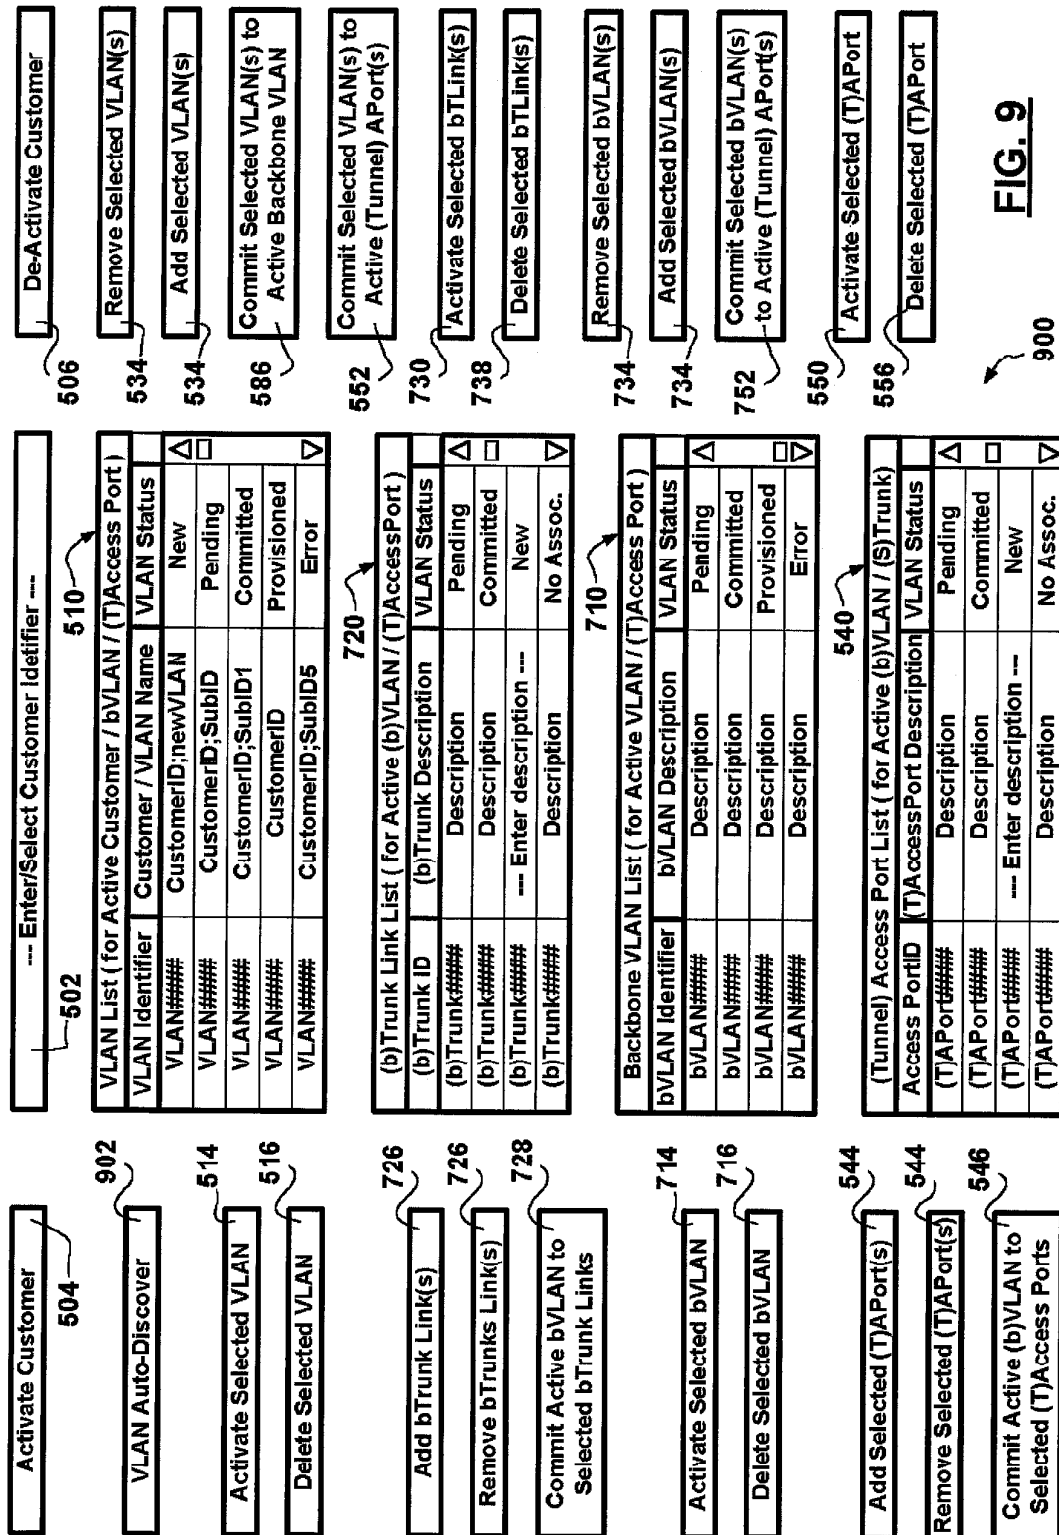 Activate Customer
504
--- Enter/Select Customer Idetifier ---
502
De-Activate Customer
506
VLAN Auto-Discover
902
Activate Selected VLAN
514
Delete Selected VLAN
516
510
VLAN List ( for Active Customer / bVLAN / (T)Access Port )
VLAN Identifier Customer / VLAN Name VLAN Status
VLAN#### CustomerID;newVLAN New
VLAN#### CustomerID;SubID Pending
VLAN#### CustomerID;SubID1 Committed
VLAN#### CustomerID Provisioned
VLAN#### CustomerID;SubID5 Error
Remove Selected VLAN(s)
534
Add Selected VLAN(s)
534
Commit Selected VLAN(s) to
Active Backbone VLAN
586
Commit Selected VLAN(s) to
Active (Tunnel) APort(s)
552
Add bTrunk Link(s)
726
Remove bTrunks Link(s)
726
Commit Active bVLAN to
Selected bTrunk Links
728
720
(b)Trunk Link List ( for Active (b)VLAN / (T)AccessPort )
(b)Trunk ID (b)Trunk Description VLAN Status
(b)Trunk#### Description Pending
(b)Trunk#### Description Committed
(b)Trunk#### --- Enter description --- New
(b)Trunk#### Description No Assoc.
Activate Selected bTLink(s)
730
Delete Selected bTLink(s)
738
Activate Selected bVLAN
714
Delete Selected bVLAN
716
710
Backbone VLAN List ( for Active VLAN / (T)Access Port )
bVLAN Identifier bVLAN Description VLAN Status
bVLAN#### Description Pending
bVLAN#### Description Committed
bVLAN#### Description Provisioned
bVLAN#### Description Error
Remove Selected bVLAN(s)
734
Add Selected bVLAN(s)
734
Commit Selected bVLAN(s)
to Active (Tunnel) APort(s)
752
Add Selected (T)APort(s)
544
Remove Selected (T)APort(s)
544
Commit Active (b)VLAN to
Selected (T)Access Ports
546
540
(Tunnel) Access Port List ( for Active (b)VLAN / (S)Trunk)
Access PortID (T)AccessPort Description VLAN Status
(T)APort#### Description Pending
(T)APort#### Description Committed
(T)APort#### --- Enter description --- New
(T)APort#### Description No Assoc.
Activate Selected (T)APort
550
Delete Selected (T)APort
556
900
FIG. 9